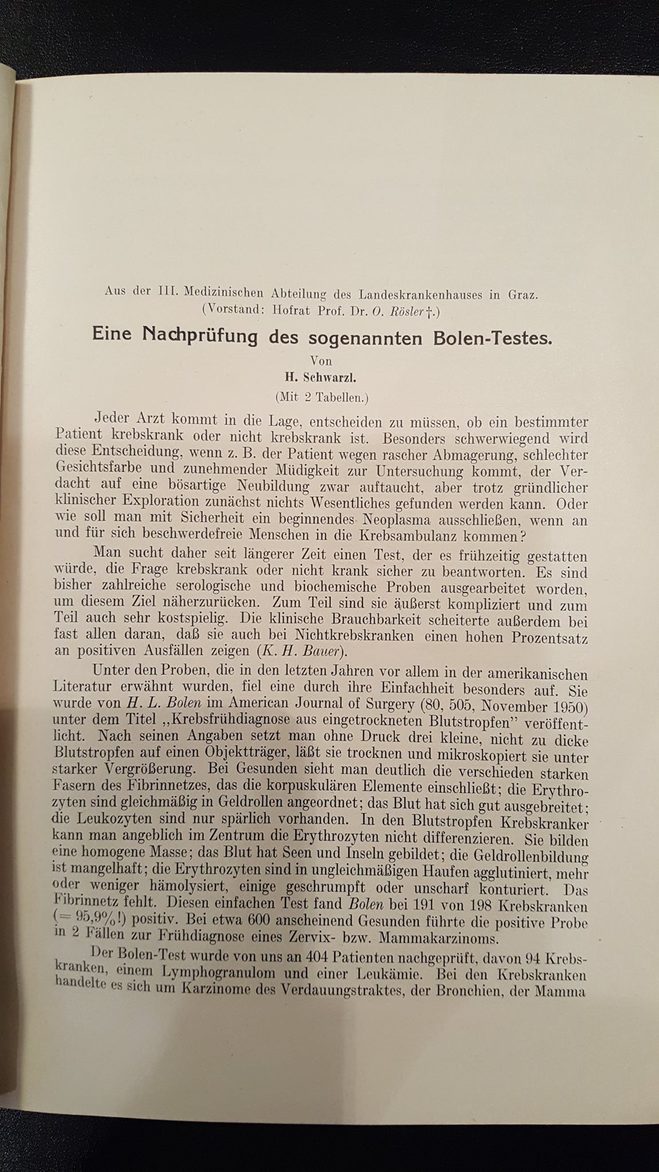 Aus der III. Medizinischen Abteilung des Landeskrankenhauses in Graz.
(Vorstand: Hofrat Prof. Dr. O. Rösler †.)
Eine Nachprüfung des sogenannten Bolen-Testes.
Von
H. Schwarzl.
(Mit 2 Tabellen.)
Jeder Arzt kommt in die Lage, entscheiden zu müssen, ob ein bestimmter
Patient krebskrank oder nicht krebskrank ist. Besonders schwerwiegend wird
diese Entscheidung, wenn z. B. der Patient wegen rascher Abmagerung, schlechter
Gesichtsfarbe und zunehmender Müdigkeit zur Untersuchung kommt, der Ver-
dacht auf eine bösartige Neubildung zwar auftaucht, aber trotz gründlicher
klinischer Exploration zunächst nichts Wesentliches gefunden werden kann. Oder
wie soll man mit Sicherheit ein beginnendes Neoplasma ausschließen, wenn an
und für sich beschwerdefreie Menschen in die Krebsambulanz kommen?
Man sucht daher seit längerer Zeit einen Test, der es frühzeitig gestatten
würde, die Frage krebskrank oder nicht krank sicher zu beantworten. Es sind
bisher zahlreiche serologische und biochemische Proben ausgearbeitet worden,
um diesem Ziel näherzurücken. Zum Teil sind sie äußerst kompliziert und zum
Teil auch sehr kostspielig. Die klinische Brauchbarkeit scheiterte außerdem bei
fast allen daran, daß sie auch bei Nichtkrebskranken einen hohen Prozentsatz
an positiven Ausfällen zeigen (K. H. Bauer).
Unter den Proben, die in den letzten Jahren vor allem in der amerikanischen
Literatur erwähnt wurden, fiel eine durch ihre Einfachheit besonders auf. Sie
wurde von H. L. Bolen im American Journal of Surgery (80, 505, November 1950)
unter dem Titel „Krebsfrühdiagnose aus eingetrockneten Blutstropfen” veröffent-
licht. Nach seinen Angaben setzt man ohne Druck drei kleine, nicht zu dicke
Blutstropfen auf einen Objektträger, läßt sie trocknen und mikroskopiert sie unter
starker Vergrößerung. Bei Gesunden sieht man deutlich die verschieden starken
Fasern des Fibrinnetzes, das die korpuskulären Elemente einschließt; die Erythro-
zyten sind gleichmäßig in Geldrollen angeordnet; das Blut hat sich gut ausgebreitet;
die Leukozyten sind nur spärlich vorhanden. In den Blutstropfen Krebskranker
kann man angeblich im Zentrum die Erythrozyten nicht differenzieren. Sie bilden
eine homogene Masse; das Blut hat Seen und Inseln gebildet; die Geldrollenbildung
ist mangelhaft; die Erythrozyten sind in ungleichmäßigen Haufen agglutiniert, mehr
oder weniger hämolysiert, einige geschrumpft oder unscharf konturiert. Das
Fibrinnetz fehlt. Diesen einfachen Test fand Bolen bei 191 von 198 Krebskranken
(= 95,9%!) positiv. Bei etwa 600 anscheinend Gesunden führte die positive Probe
in 2 Fällen zur Frühdiagnose eines Zervix- bzw. Mammakarzinoms.
Der Bolen-Test wurde von uns an 404 Patienten nachgeprüft, davon 94 Krebs-
kranken, einem Lymphogranulom und einer Leukämie. Bei den Krebskranken
handelte es sich um Karzinome des Verdauungstraktes, der Bronchien, der Mamma